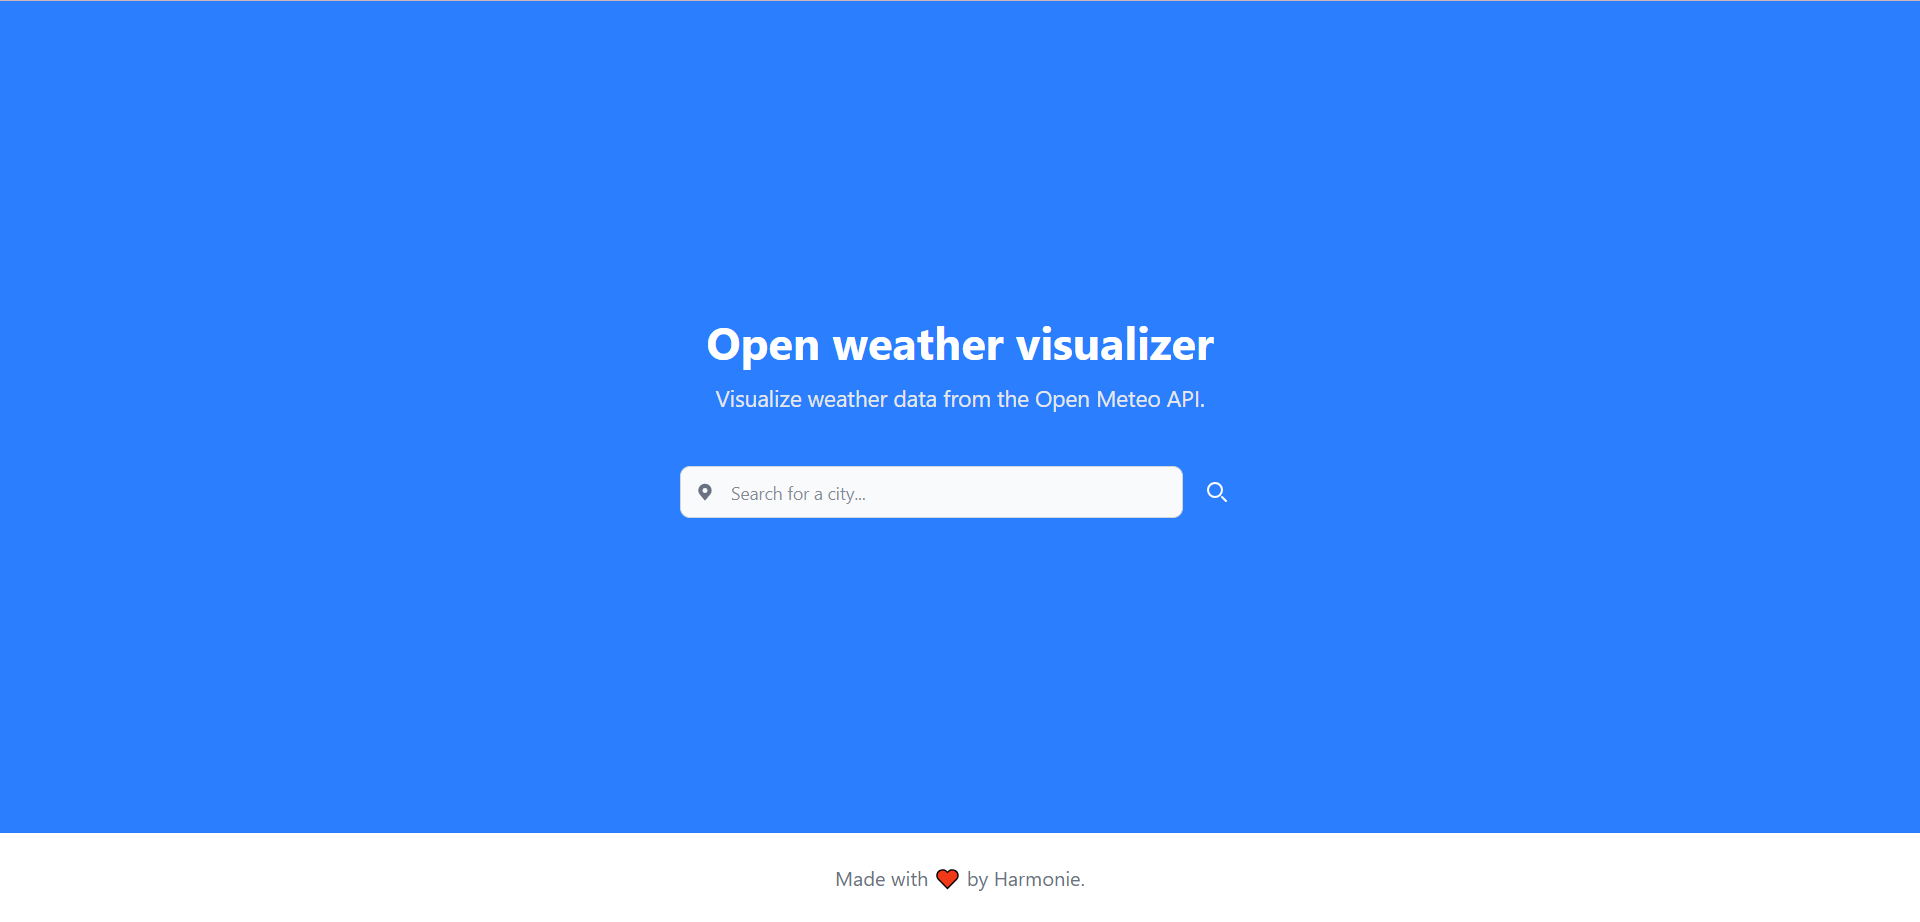 Open weather visualizer
Visualize weather data from the Open Meteo API.
Search for a city...
Made with ❤️ by Harmonie.